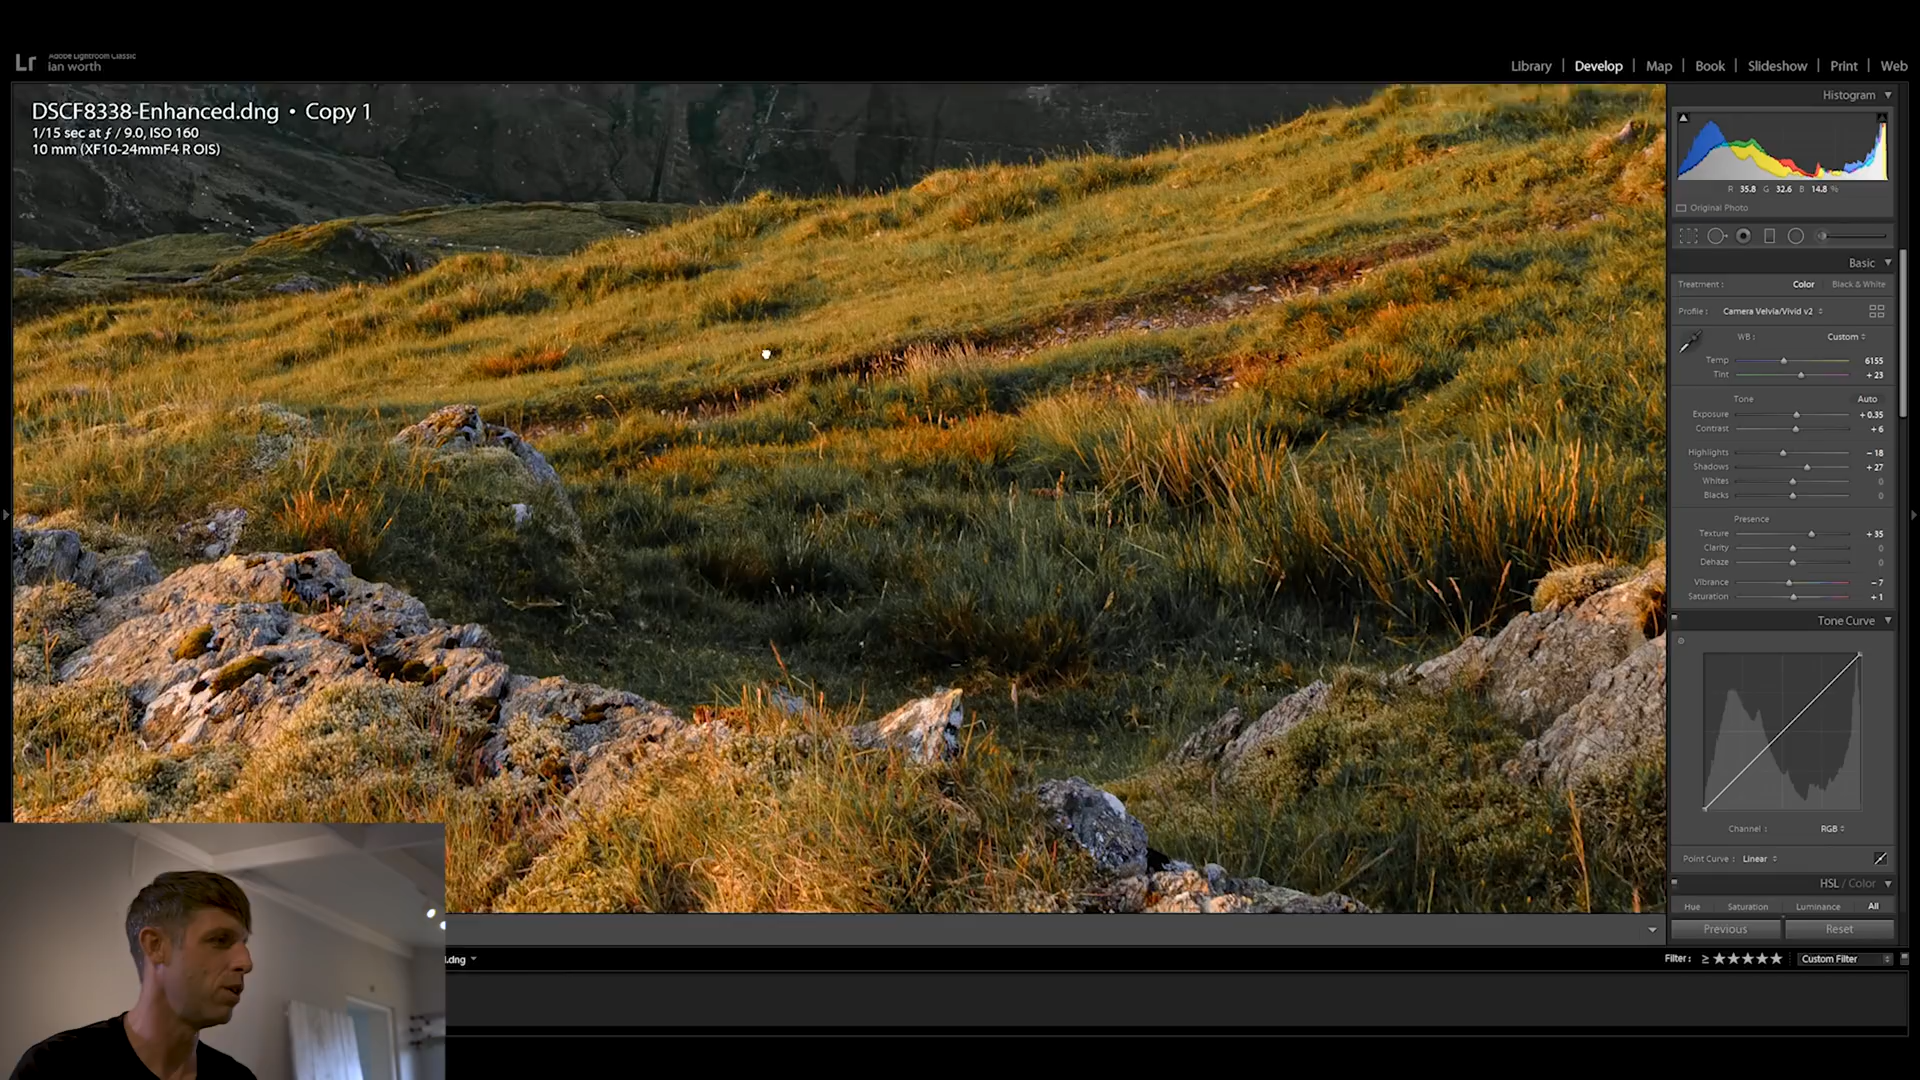 Lr
Adobe Lightroom Classic
ian worth
Library | Develop | Map | Book | Slideshow | Print | Web
DSCF8338-Enhanced.dng • Copy 1
1/15 sec at ƒ / 9.0, ISO 160
10 mm (XF10-24mmF4 R OIS)
Histogram
R 35.8 G 32.6 B 14.8 %
Original Photo
Basic
Treatment : Color Black & White
Profile : Camera Velvia/Vivid v2
WB : Custom
Temp 6155
Tint + 23
Tone Auto
Exposure + 0.35
Contrast + 6
Highlights − 18
Shadows + 27
Whites 0
Blacks 0
Presence
Texture + 35
Clarity 0
Dehaze 0
Vibrance − 7
Saturation + 1
Tone Curve
Channel : RGB
Point Curve : Linear
HSL / Color
Hue Saturation Luminance All
Previous Reset
.dng
Filter : ≥ ★★★★★ Custom Filter